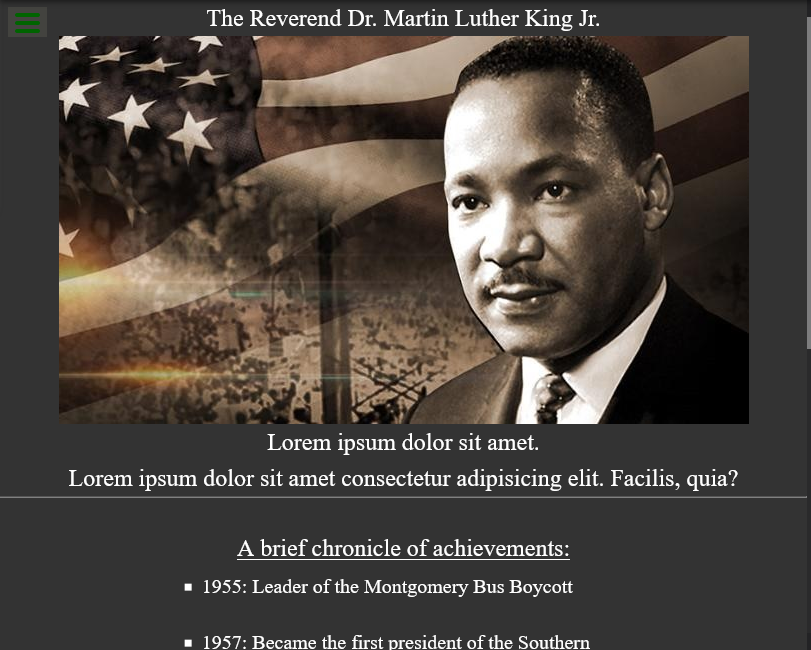 The Reverend Dr. Martin Luther King Jr.
Lorem ipsum dolor sit amet.
Lorem ipsum dolor sit amet consectetur adipisicing elit. Facilis, quia?
A brief chronicle of achievements:
1955: Leader of the Montgomery Bus Boycott
1957: Became the first president of the Southern